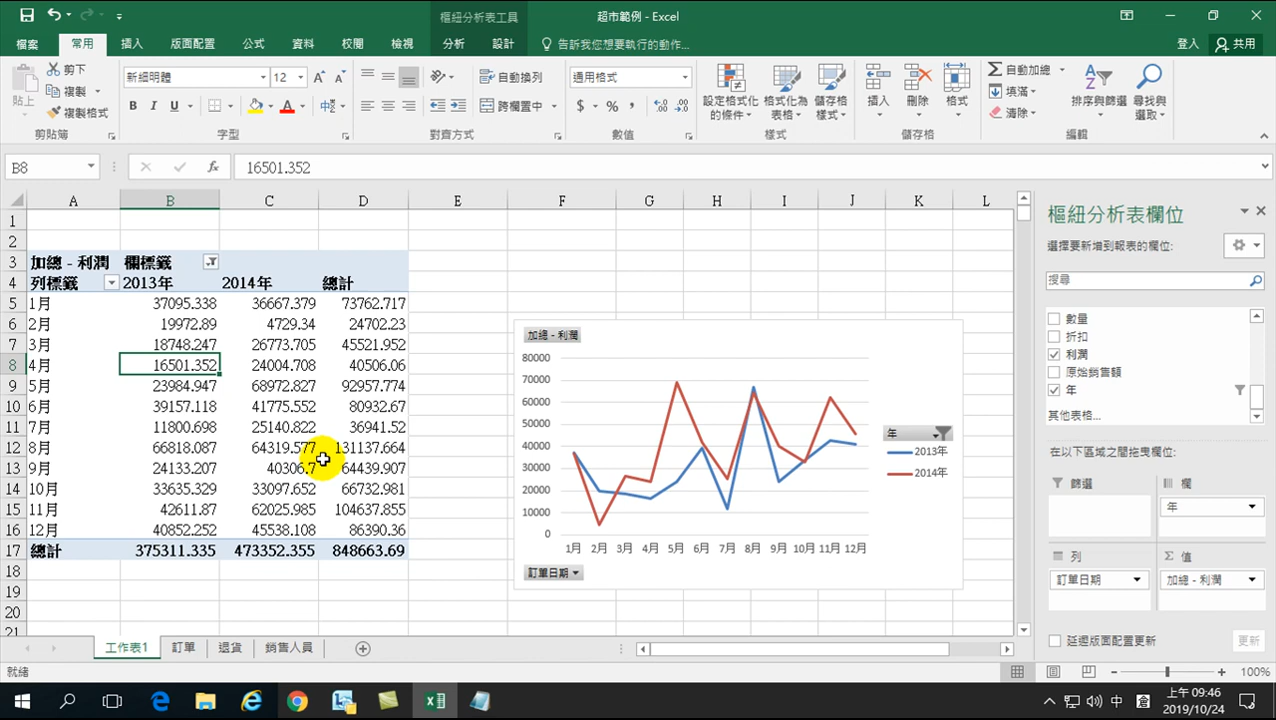 樞紐分析表工具
超市範例 - Excel
檔案 常用 插入 版面配置 公式 資料 校閱 檢視 分析 設計 告訴我您想要執行的動作... 登入 共用
貼上 剪下 複製 複製格式 剪貼簿
新細明體 12 B I U A 中 字型
自動換列 跨欄置中 對齊方式
通用格式 $ % , 數值
設定格式化的條件 格式化為表格 儲存格樣式 樣式
插入 刪除 格式 儲存格
自動加總 填滿 清除 排序與篩選 尋找與選取 編輯
B8 fx 16501.352
A B C D E F G H I J K L
1
2
3 加總 - 利潤 欄標籤
4 列標籤 2013年 2014年 總計
5 1月 37095.338 36667.379 73762.717
6 2月 19972.89 4729.34 24702.23
7 3月 18748.247 26773.705 45521.952
8 4月 16501.352 24004.708 40506.06
9 5月 23984.947 68972.827 92957.774
10 6月 39157.118 41775.552 80932.67
11 7月 11800.698 25140.822 36941.52
12 8月 66818.087 64319.577 131137.664
13 9月 24133.207 40306.7 64439.907
14 10月 33635.329 33097.652 66732.981
15 11月 42611.87 62025.985 104637.855
16 12月 40852.252 45538.108 86390.36
17 總計 375311.335 473352.355 848663.69
18
19
20
21
加總 - 利潤
80000
70000
60000
50000
40000
30000
20000
10000
0
1月 2月 3月 4月 5月 6月 7月 8月 9月 10月 11月 12月
年
2013年
2014年
訂單日期
樞紐分析表欄位
選擇要新增到報表的欄位:
搜尋
數量
折扣
利潤
原始銷售額
年
其他表格...
在以下區域之間拖曳欄位:
篩選 欄
年
列 Σ 值
訂單日期 加總 - 利潤
延遲版面配置更新 更新
工作表1 訂單 退貨 銷售人員
就緒 100%
中 上午 09:46
2019/10/24